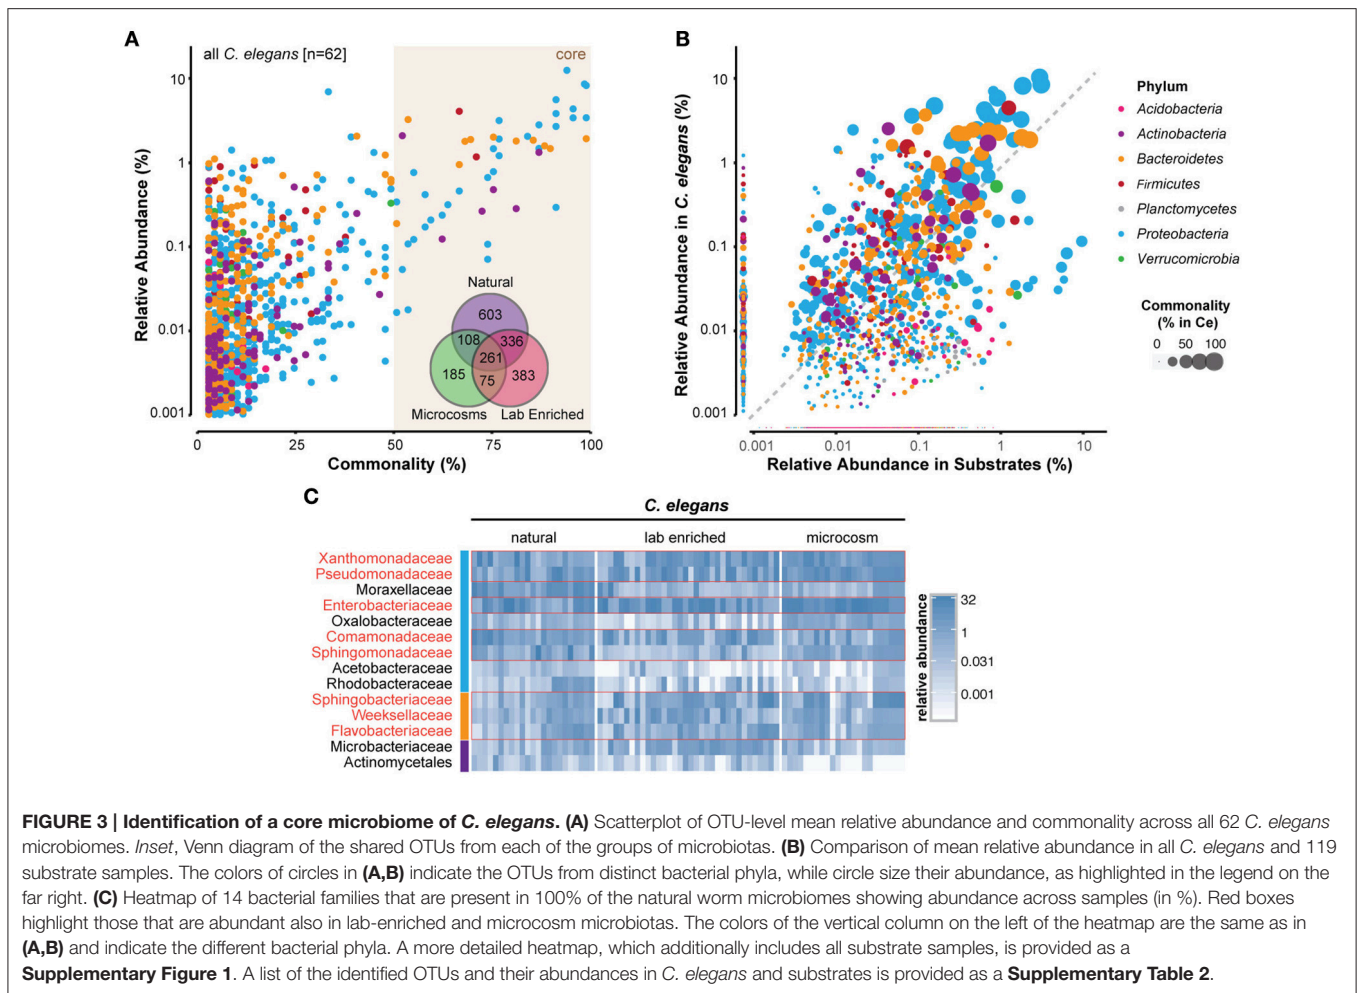 A
all C. elegans [n=62]
core
Relative Abundance (%)
10
1
0.1
0.01
0.001
Natural
603
108
336
261
185
75
383
Microcosms
Lab Enriched
0
25
50
75
100
Commonality (%)
B
Relative Abundance in C. elegans (%)
10
1
0.1
0.01
0.001
0.001
0.01
0.1
1
10
Relative Abundance in Substrates (%)
Phylum
Acidobacteria
Actinobacteria
Bacteroidetes
Firmicutes
Planctomycetes
Proteobacteria
Verrucomicrobia
Commonality
(% in Ce)
0 50 100
C
C. elegans
natural
lab enriched
microcosm
Xanthomonadaceae
Pseudomonadaceae
Moraxellaceae
Enterobacteriaceae
Oxalobacteraceae
Comamonadaceae
Sphingomonadaceae
Acetobacteraceae
Rhodobacteraceae
Sphingobacteriaceae
Weeksellaceae
Flavobacteriaceae
Microbacteriaceae
Actinomycetales
relative abundance
32
1
0.031
0.001
FIGURE 3 | Identification of a core microbiome of C. elegans. (A) Scatterplot of OTU-level mean relative abundance and commonality across all 62 C. elegans
microbiomes. Inset, Venn diagram of the shared OTUs from each of the groups of microbiotas. (B) Comparison of mean relative abundance in all C. elegans and 119
substrate samples. The colors of circles in (A,B) indicate the OTUs from distinct bacterial phyla, while circle size their abundance, as highlighted in the legend on the
far right. (C) Heatmap of 14 bacterial families that are present in 100% of the natural worm microbiomes showing abundance across samples (in %). Red boxes
highlight those that are abundant also in lab-enriched and microcosm microbiotas. The colors of the vertical column on the left of the heatmap are the same as in
(A,B) and indicate the different bacterial phyla. A more detailed heatmap, which additionally includes all substrate samples, is provided as a
Supplementary Figure 1. A list of the identified OTUs and their abundances in C. elegans and substrates is provided as a Supplementary Table 2.